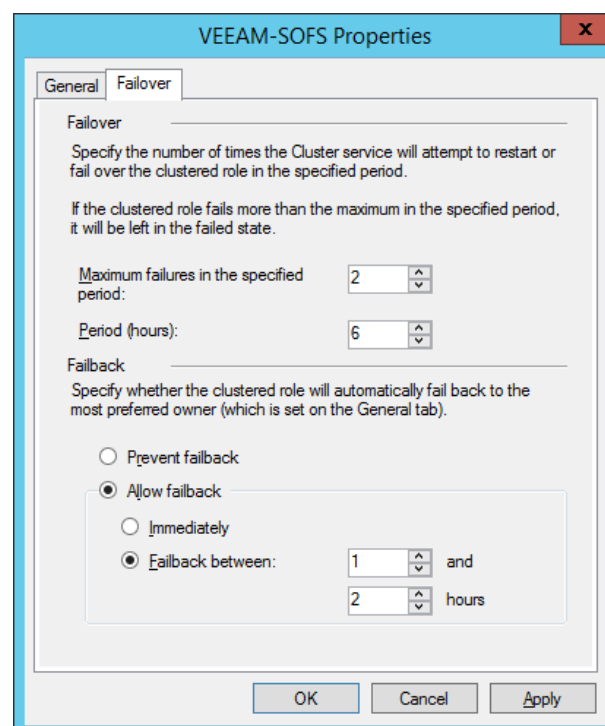 VEEAM-SOFS Properties
x
General Failover
Failover
Specify the number of times the Cluster service will attempt to restart or
fail over the clustered role in the specified period.
If the clustered role fails more than the maximum in the specified period,
it will be left in the failed state.
Maximum failures in the specified
period:
2
Period (hours):
6
Failback
Specify whether the clustered role will automatically fail back to the
most preferred owner (which is set on the General tab).
Prevent failback
Allow failback
Immediately
Failback between: 1 and
2 hours
OK Cancel Apply